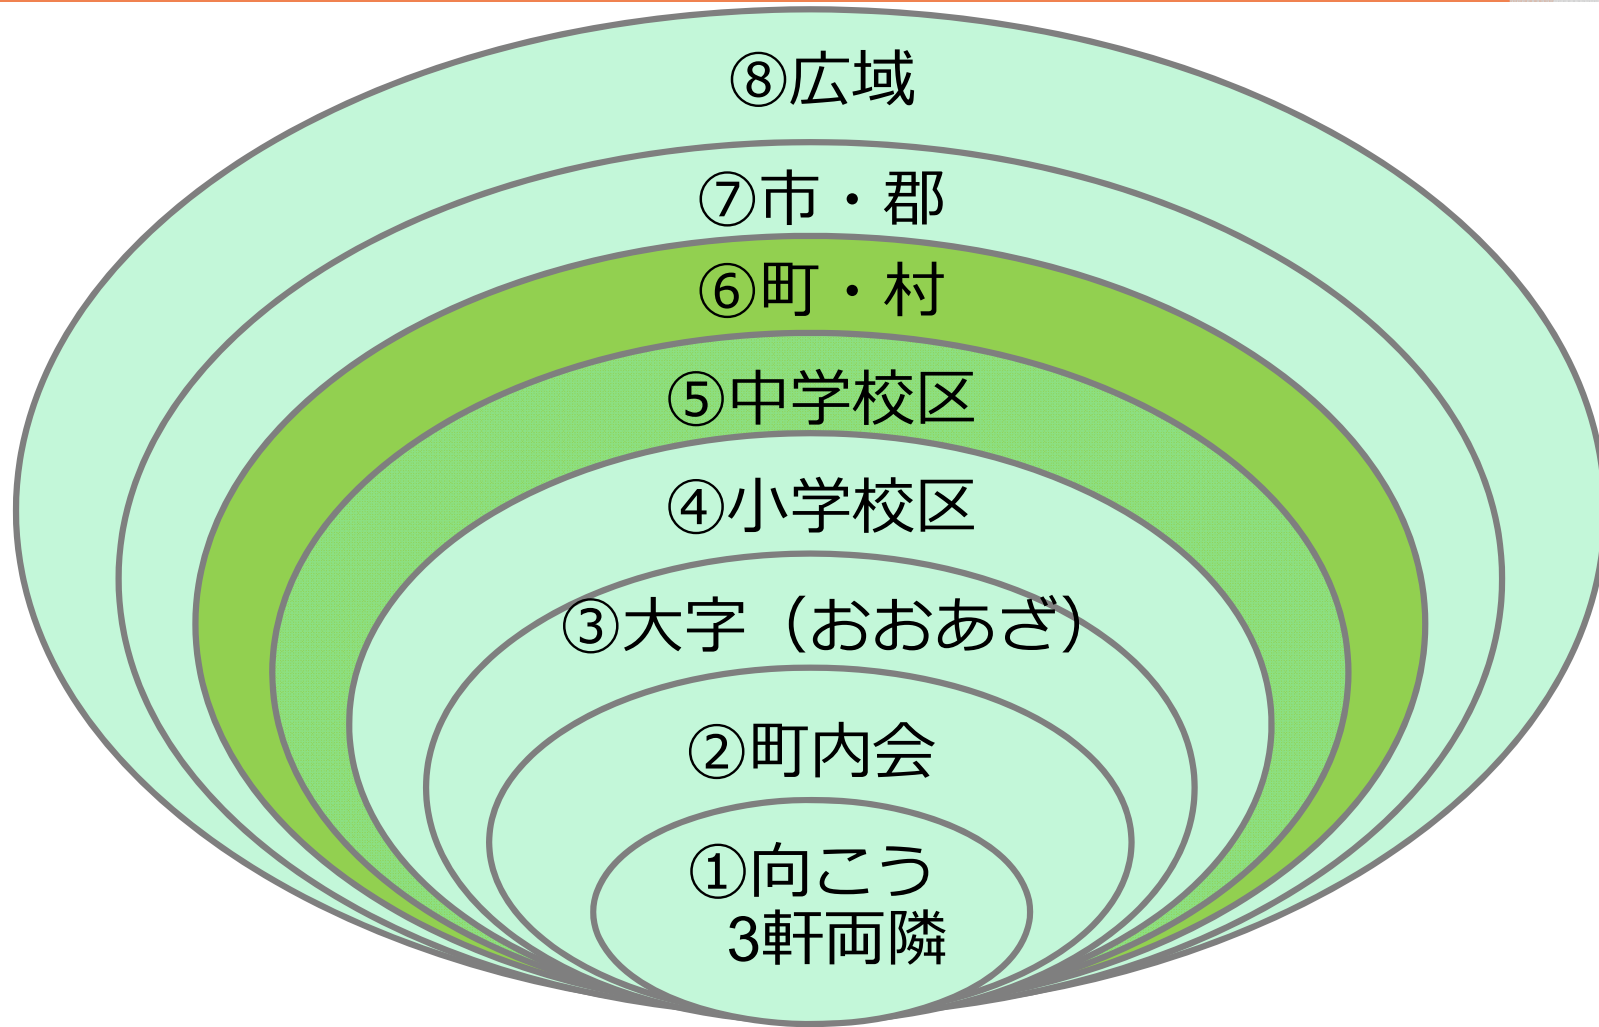 ⑧広域
⑦市・郡
⑥町・村
⑤中学校区
④小学校区
③大字（おおあざ）
②町内会
①向こう
3軒両隣